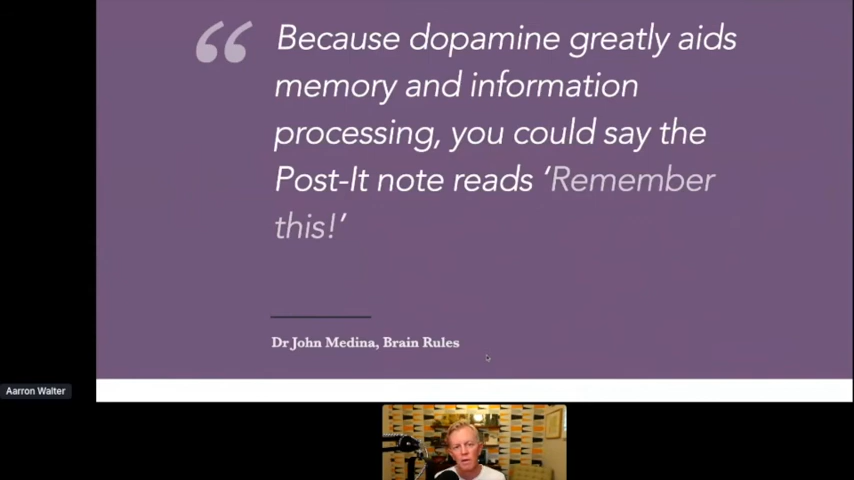 “
Because dopamine greatly aids
memory and information
processing, you could say the
Post-It note reads ‘Remember
this!’
Dr John Medina, Brain Rules
Aarron Walter